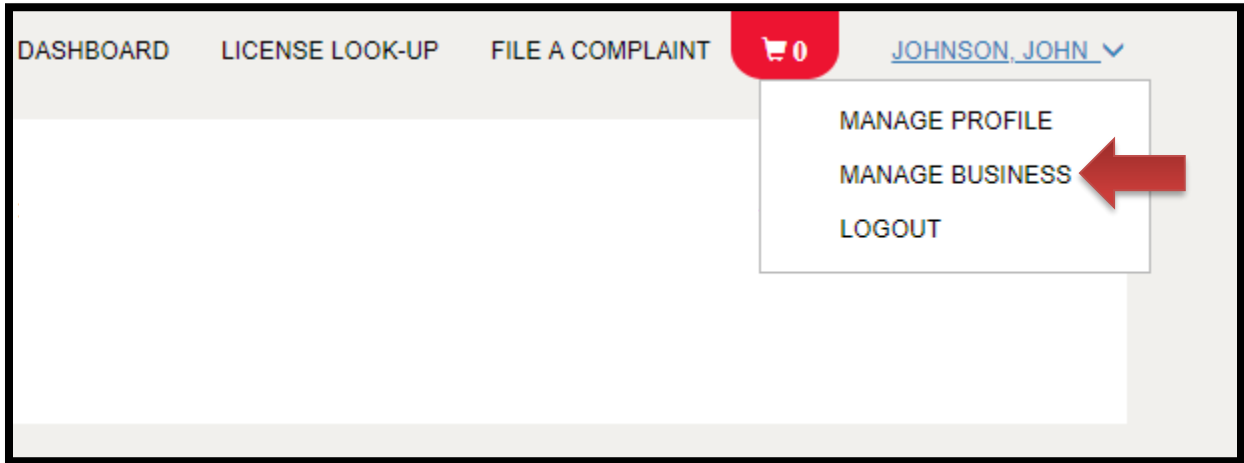 DASHBOARD LICENSE LOOK-UP FILE A COMPLAINT 0 JOHNSON, JOHN
MANAGE PROFILE
MANAGE BUSINESS
LOGOUT